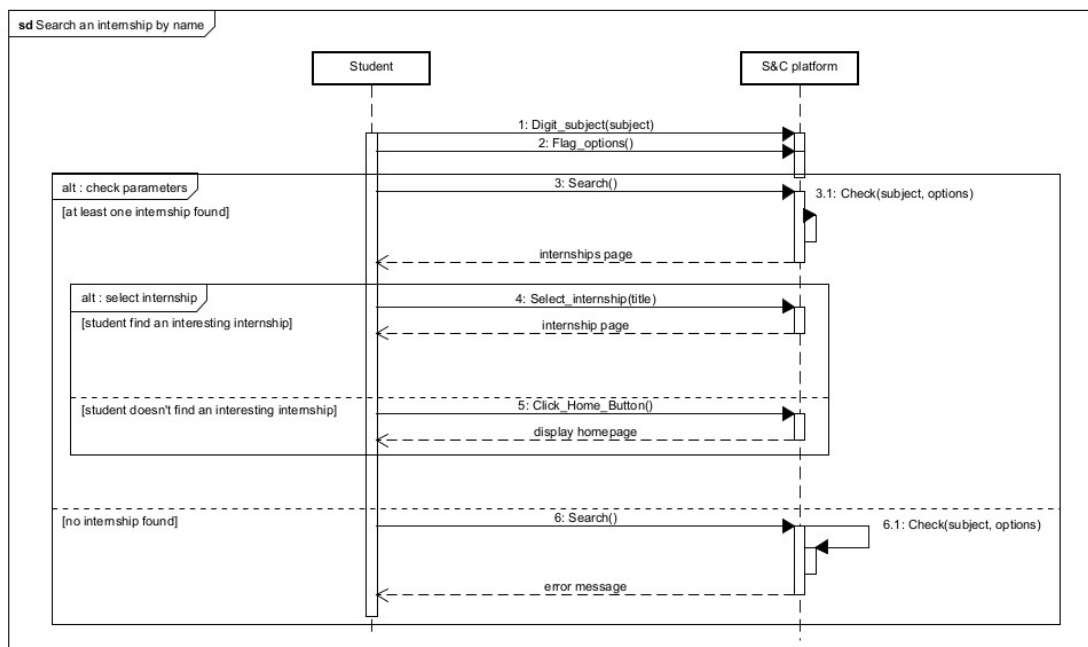 sd Search an internship by name
Student
S&C platform
1: Digit_subject(subject)
2: Flag_options()
alt : check parameters
3: Search()
3.1: Check(subject, options)
[at least one internship found]
internships page
alt : select internship
4: Select_internship(title)
[student find an interesting internship]
internship page
[student doesn't find an interesting internship]
5: Click_Home_Button()
display homepage
[no internship found]
6: Search()
6.1: Check(subject, options)
error message